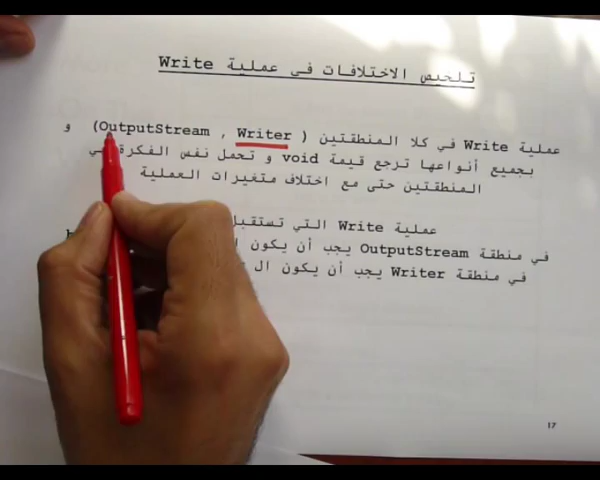 تلخيص الاختلافات في عملية Write
عملية Write في كلا المنطقتين ( OutputStream , Writer) و
بجميع أنواعها ترجع قيمة void و تحمل نفس الفكرة في
المنطقتين حتى مع اختلاف متغيرات العملية
عملية Write التي تستقبل
في منطقة OutputStream يجب أن يكون
في منطقة Writer يجب أن يكون ال
17